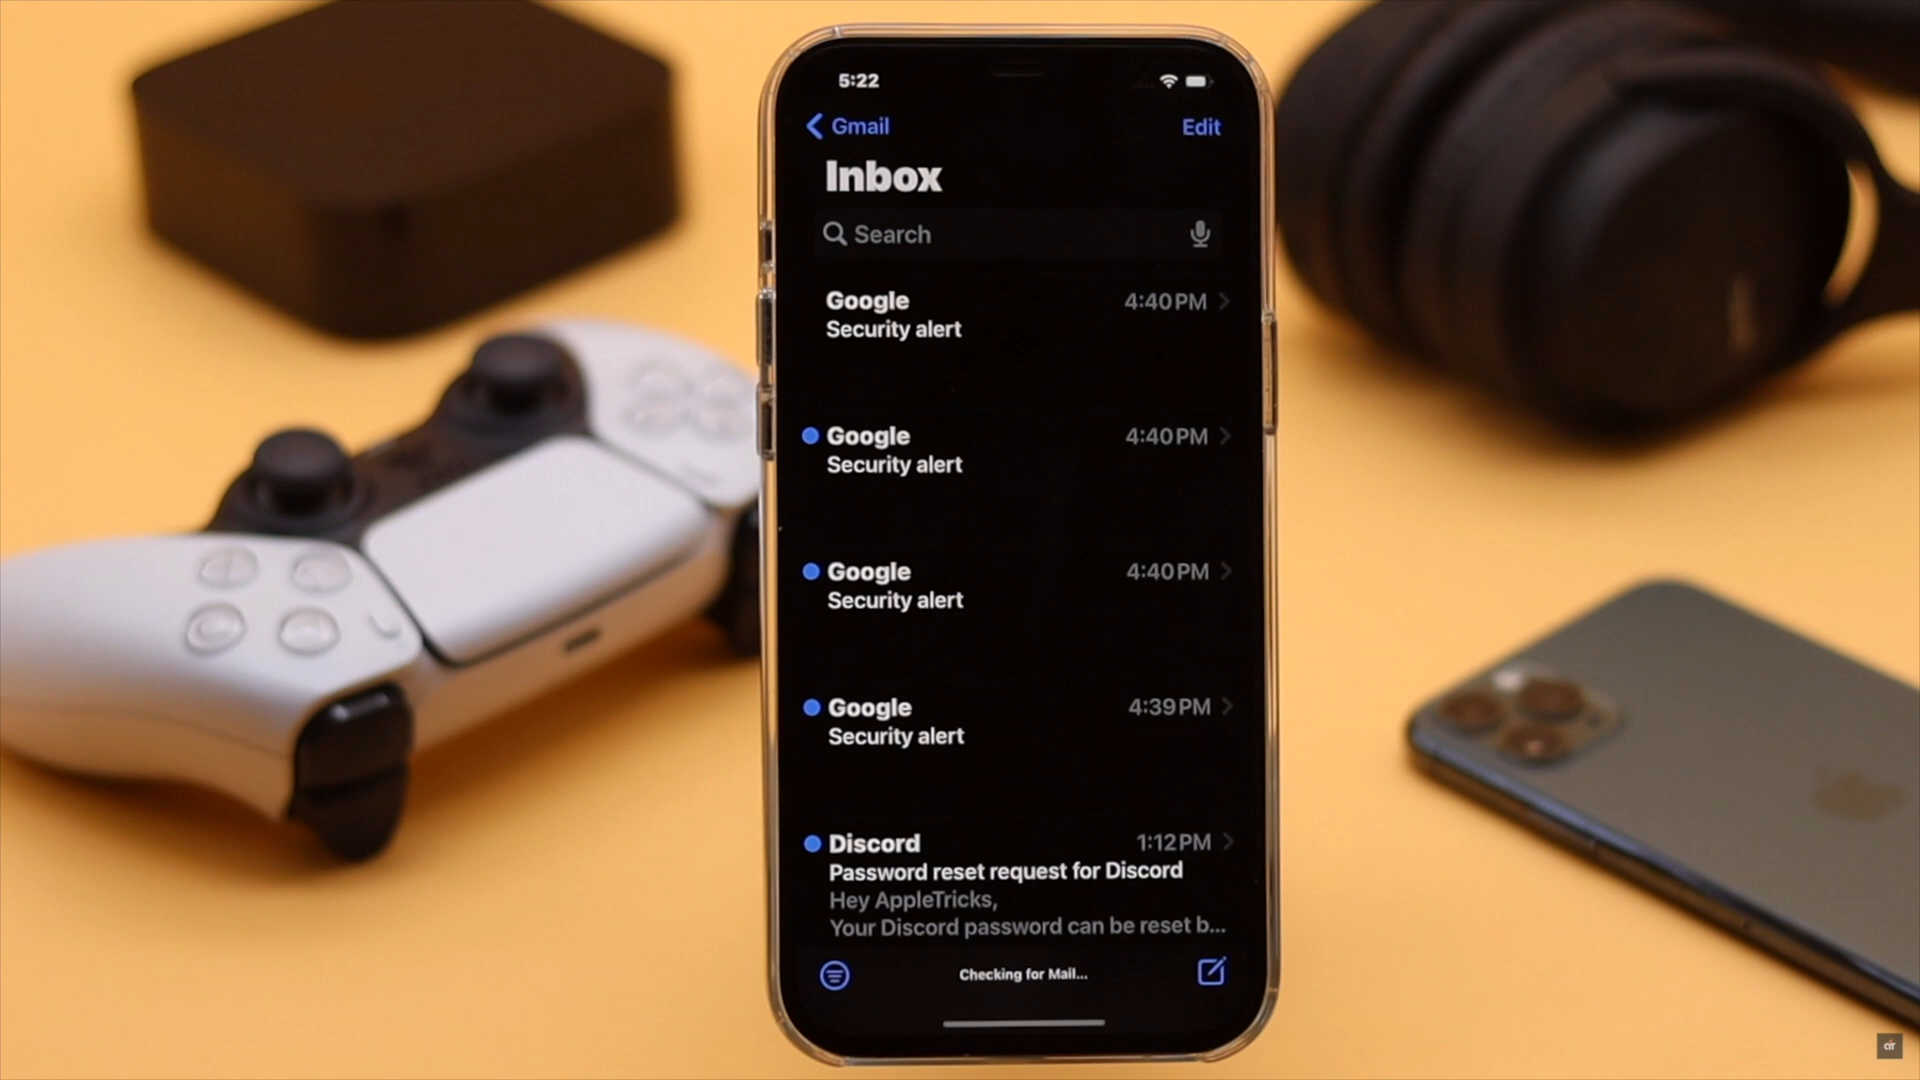 5:22
Gmail
Edit
Inbox
Search
Google 4:40 PM
Security alert
Google 4:40 PM
Security alert
Google 4:40 PM
Security alert
Google 4:39 PM
Security alert
Discord 1:12 PM
Password reset request for Discord
Hey AppleTricks,
Your Discord password can be reset b...
Checking for Mail...